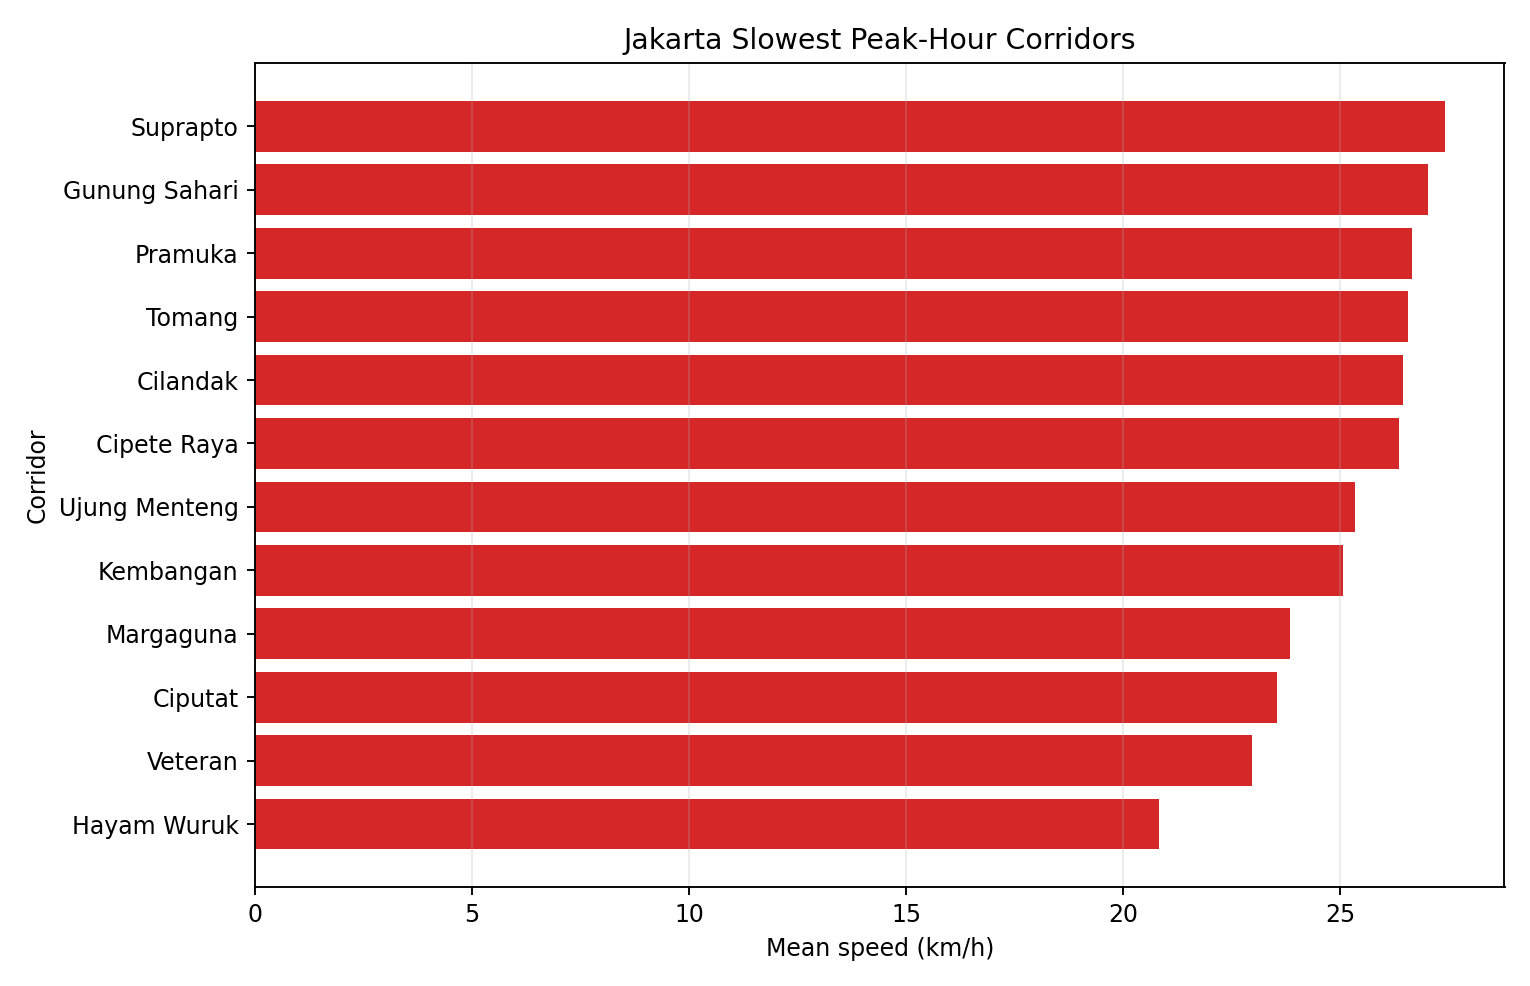 Jakarta Slowest Peak-Hour Corridors
Corridor
Suprapto
Gunung Sahari
Pramuka
Tomang
Cilandak
Cipete Raya
Ujung Menteng
Kembangan
Margaguna
Ciputat
Veteran
Hayam Wuruk
0 5 10 15 20 25
Mean speed (km/h)